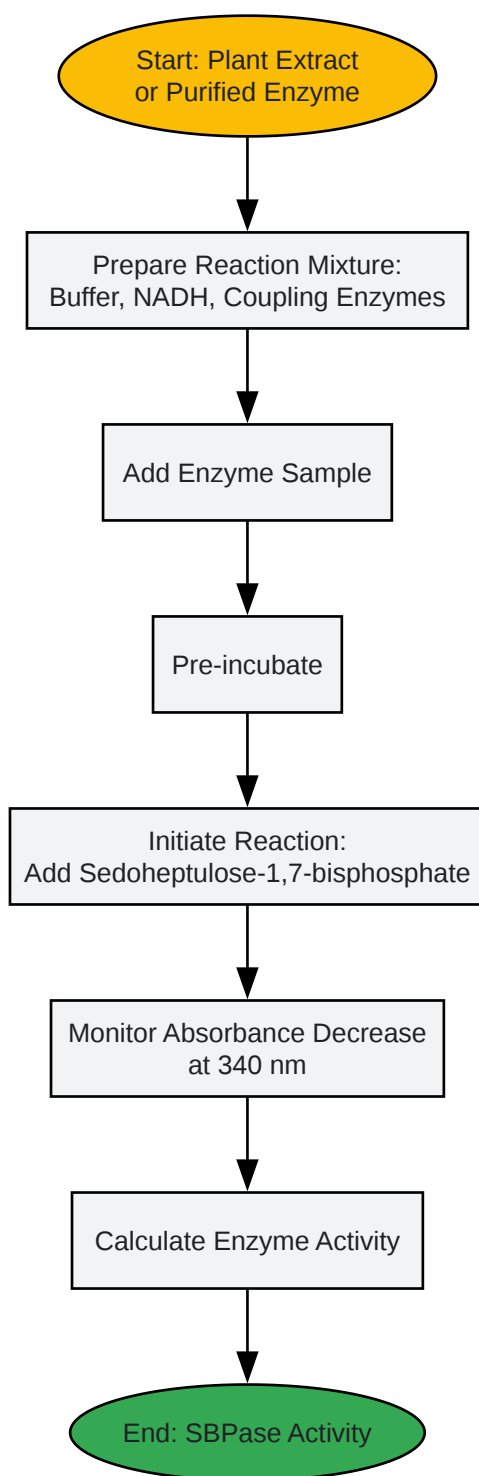 Start: Plant Extract
or Purified Enzyme
Prepare Reaction Mixture:
Buffer, NADH, Coupling Enzymes
Add Enzyme Sample
Pre-incubate
Initiate Reaction:
Add Sedoheptulose-1,7-bisphosphate
Monitor Absorbance Decrease
at 340 nm
Calculate Enzyme Activity
End: SBPase Activity